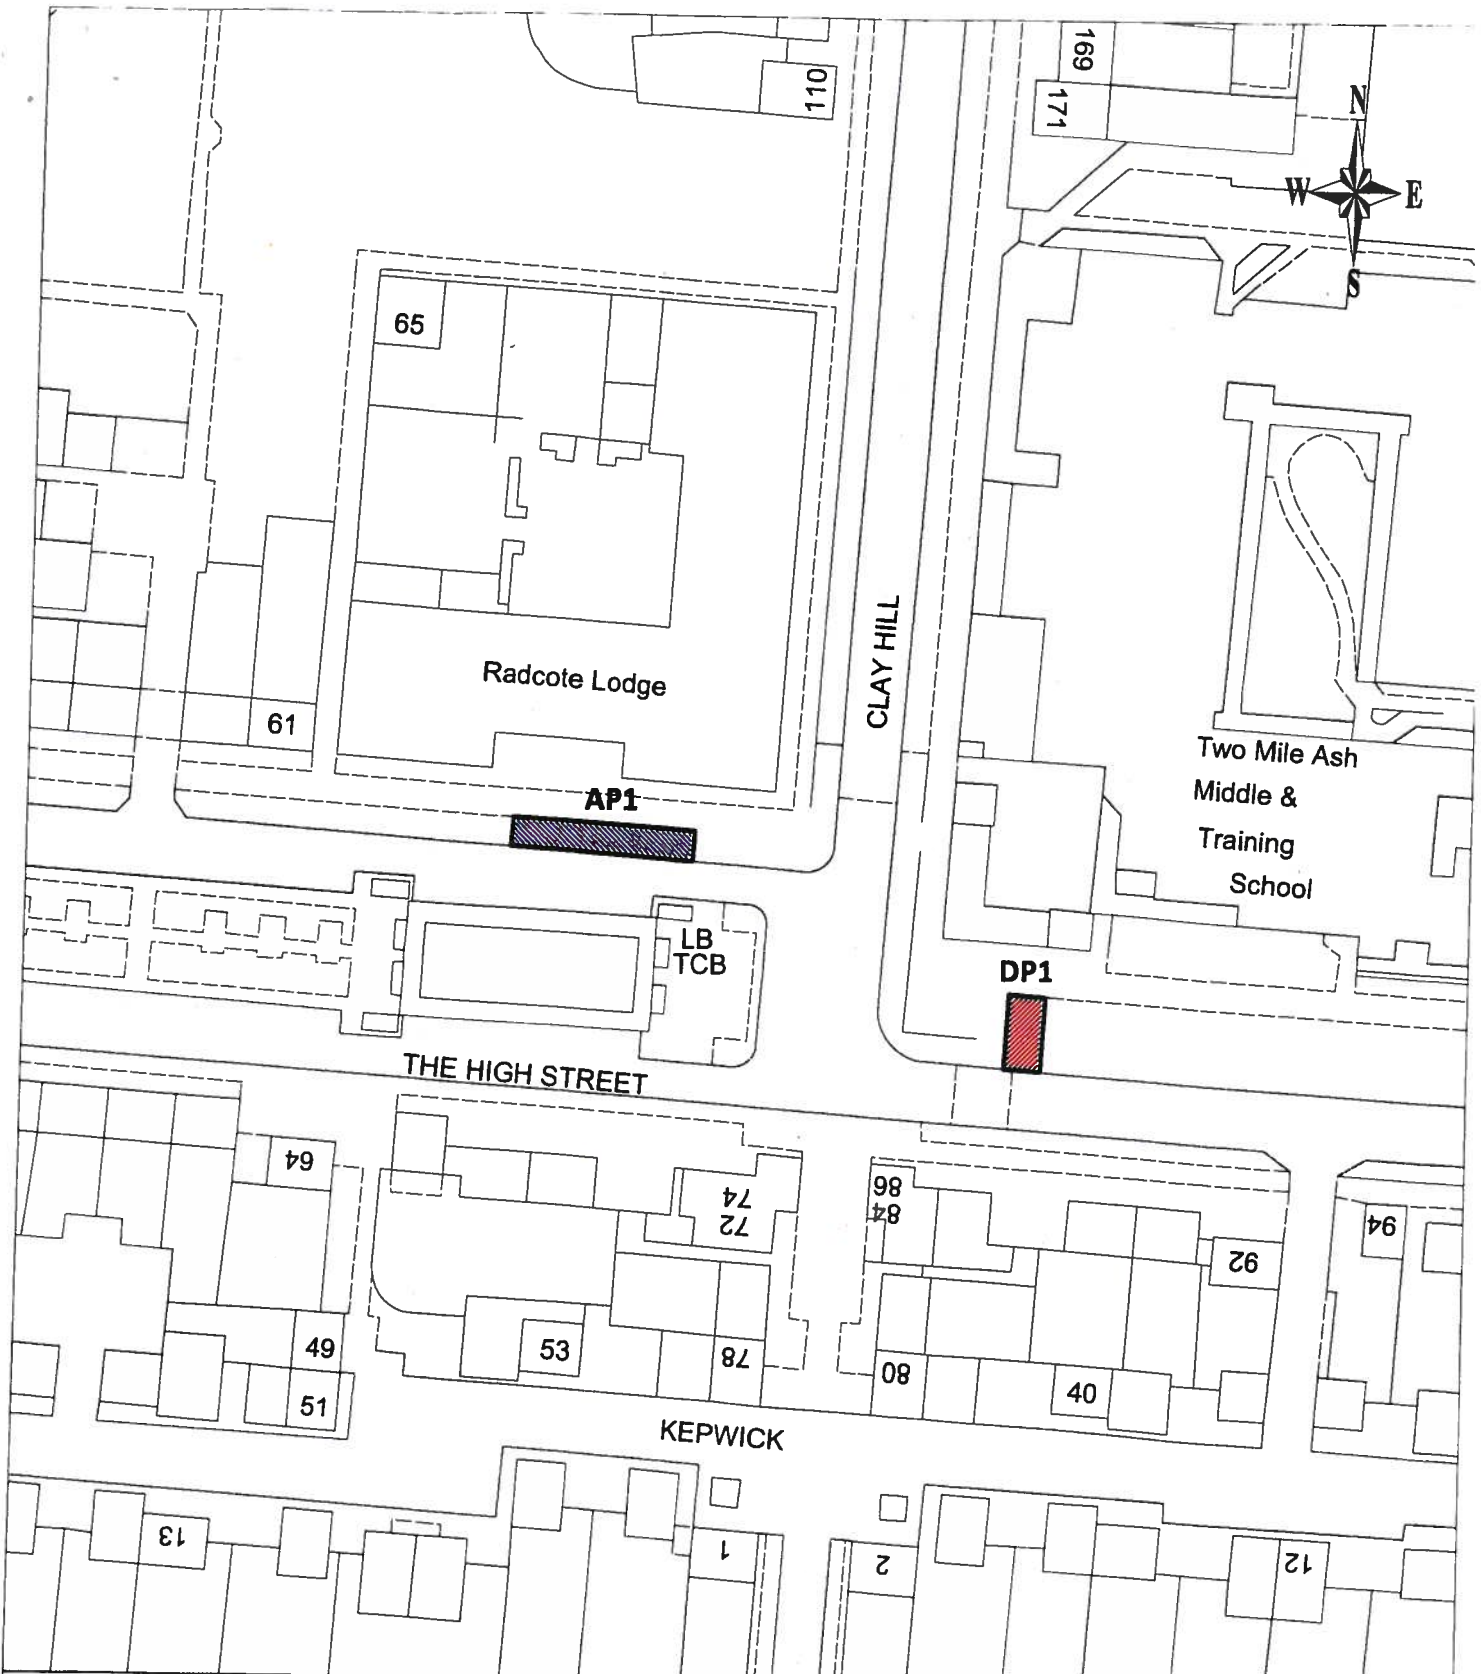 169
110
171
N
W
E
S
65
CLAY HILL
Radcote Lodge
61
Two Mile Ash
Middle &
Training
School
AP1
LB
TCB
DP1
THE HIGH STREET
64
74
72
86
84
94
92
49
53
78
80
40
51
KEPWICK
13
1
2
12